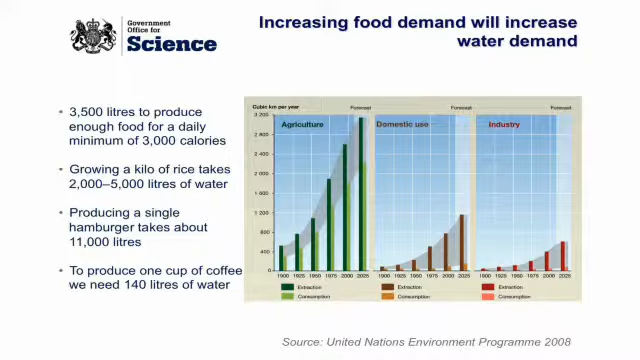 Government
Office for
Science
Increasing food demand will increase
water demand
• 3,500 litres to produce
enough food for a daily
minimum of 3,000 calories
• Growing a kilo of rice takes
2,000–5,000 litres of water
• Producing a single
hamburger takes about
11,000 litres
• To produce one cup of coffee
we need 140 litres of water
Cubic km per year
Forecast
Forecast
Forecast
Agriculture
Domestic use
Industry
3 200
2 800
2 400
2 000
1 600
1 200
800
400
0
1900 1925 1950 1975 2000 2025
1900 1925 1950 1975 2000 2025
1900 1925 1950 1975 2000 2025
Extraction
Consumption
Extraction
Consumption
Extraction
Consumption
Source: United Nations Environment Programme 2008